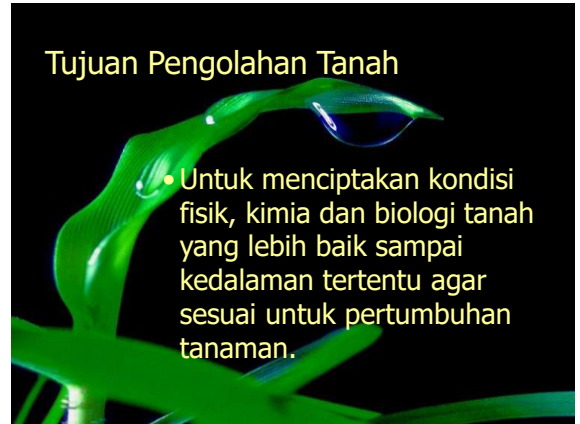 Tujuan Pengolahan Tanah
• Untuk menciptakan kondisi
fisik, kimia dan biologi tanah
yang lebih baik sampai
kedalaman tertentu agar
sesuai untuk pertumbuhan
tanaman.